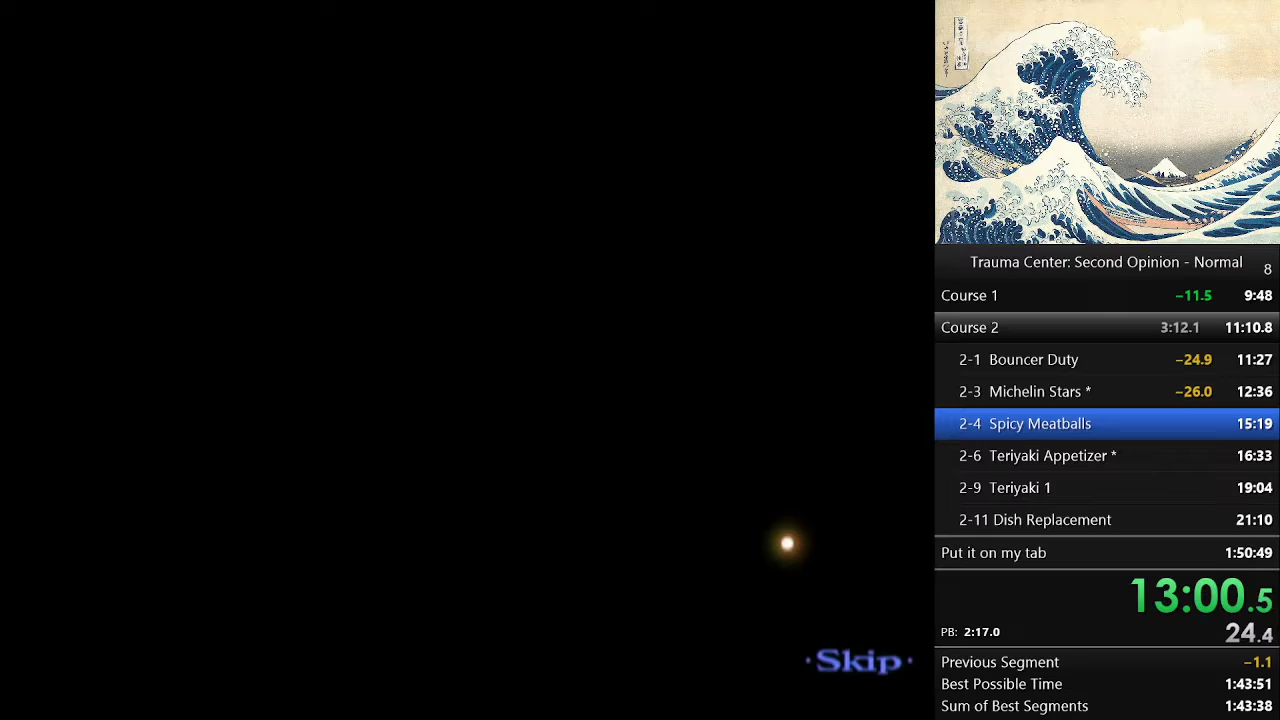 Trauma Center: Second Opinion - Normal
8
Course 1 −11.5 9:48
Course 2 3:12.1 11:10.8
2-1 Bouncer Duty −24.9 11:27
2-3 Michelin Stars * −26.0 12:36
2-4 Spicy Meatballs 15:19
2-6 Teriyaki Appetizer * 16:33
2-9 Teriyaki 1 19:04
2-11 Dish Replacement 21:10
Put it on my tab 1:50:49
13:00.5
PB: 2:17.0 24.4
Previous Segment −1.1
Best Possible Time 1:43:51
Sum of Best Segments 1:43:38
·Skip·